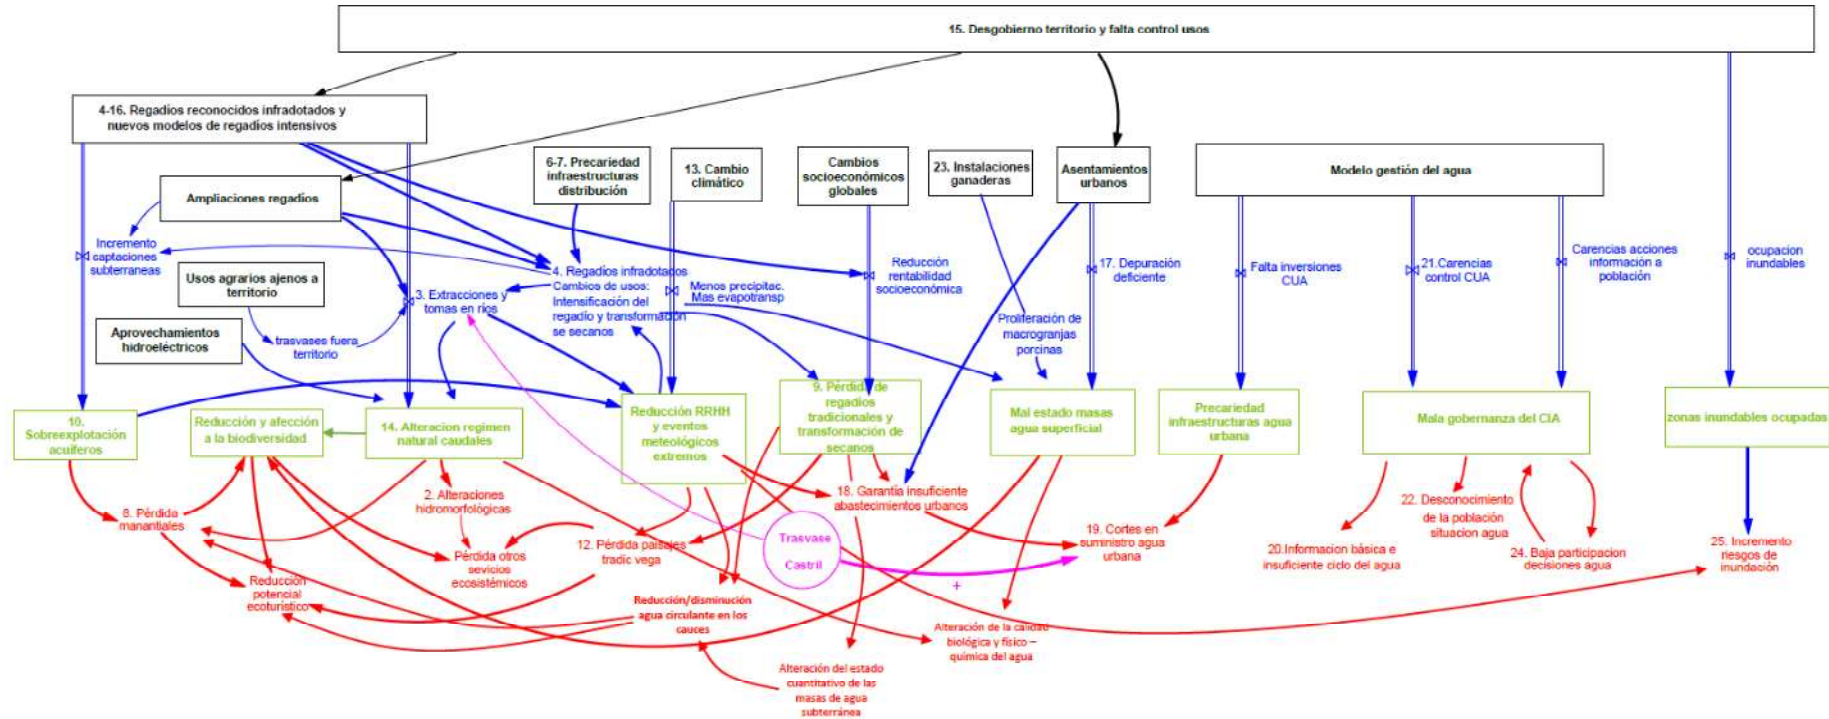 15. Desgobierno territorio y falta control usos
4-16. Regadíos reconocidos infradotados y
nuevos modelos de regadíos intensivos
6-7. Precariedad
infraestructuras
distribución
13. Cambio
climático
Cambios
socioeconómicos
globales
23. Instalaciones
ganaderas
Asentamientos
urbanos
Modelo gestión del agua
Ampliaciones regadíos
Incremento
captaciones
subterraneas
Usos agrarios ajenos a
territorio
Aprovechamientos
hidroeléctricos
trasvases fuera
territorio
3. Extracciones y
tomas en ríos
4. Regadíos infradotados
Cambios de usos:
Intensificación del
regadío y transformación
se secanos
Menos precipitac.
Mas evapotransp
Reducción
rentabilidad
socioeconómica
Proliferación de
macrogranjas
porcinas
17. Depuración
deficiente
Falta inversiones
CUA
21.Carencias
control CUA
Carencias acciones
información a
población
ocupacion
inundables
10.
Sobreexplotación
acuíferos
Reducción y afección
a la biodiversidad
14. Alteracion regimen
natural caudales
Reducción RRHH
y eventos
meteológicos
extremos
9. Pérdida de
regadíos
tradicionales y
transformación de
secanos
Mal estado masas
agua superficial
Precariedad
infraestructuras agua
urbana
Mala gobernanza del CIA
zonas inundables ocupadas
8. Pérdida
manantiales
2. Alteraciones
hidromorfológicas
Pérdida otros
sevicios
ecosistémicos
12. Pérdida paisajes
tradic vega
Reducción
potencial
ecoturístico
Reducción/disminución
agua circulante en los
cauces
Trasvase
Castril
+
18. Garantía insuficiente
abastecimientos urbanos
19. Cortes en
suministro agua
urbana
20.Informacion básica e
insuficiente ciclo del agua
22. Desconocimiento
de la población
situacion agua
24. Baja participacion
decisiones agua
25. Incremento
riesgos de
inundación
Alteración de la calidad
biológica y físico –
química del agua
Alteración del estado
cuantitativo de las
masas de agua
subterránea